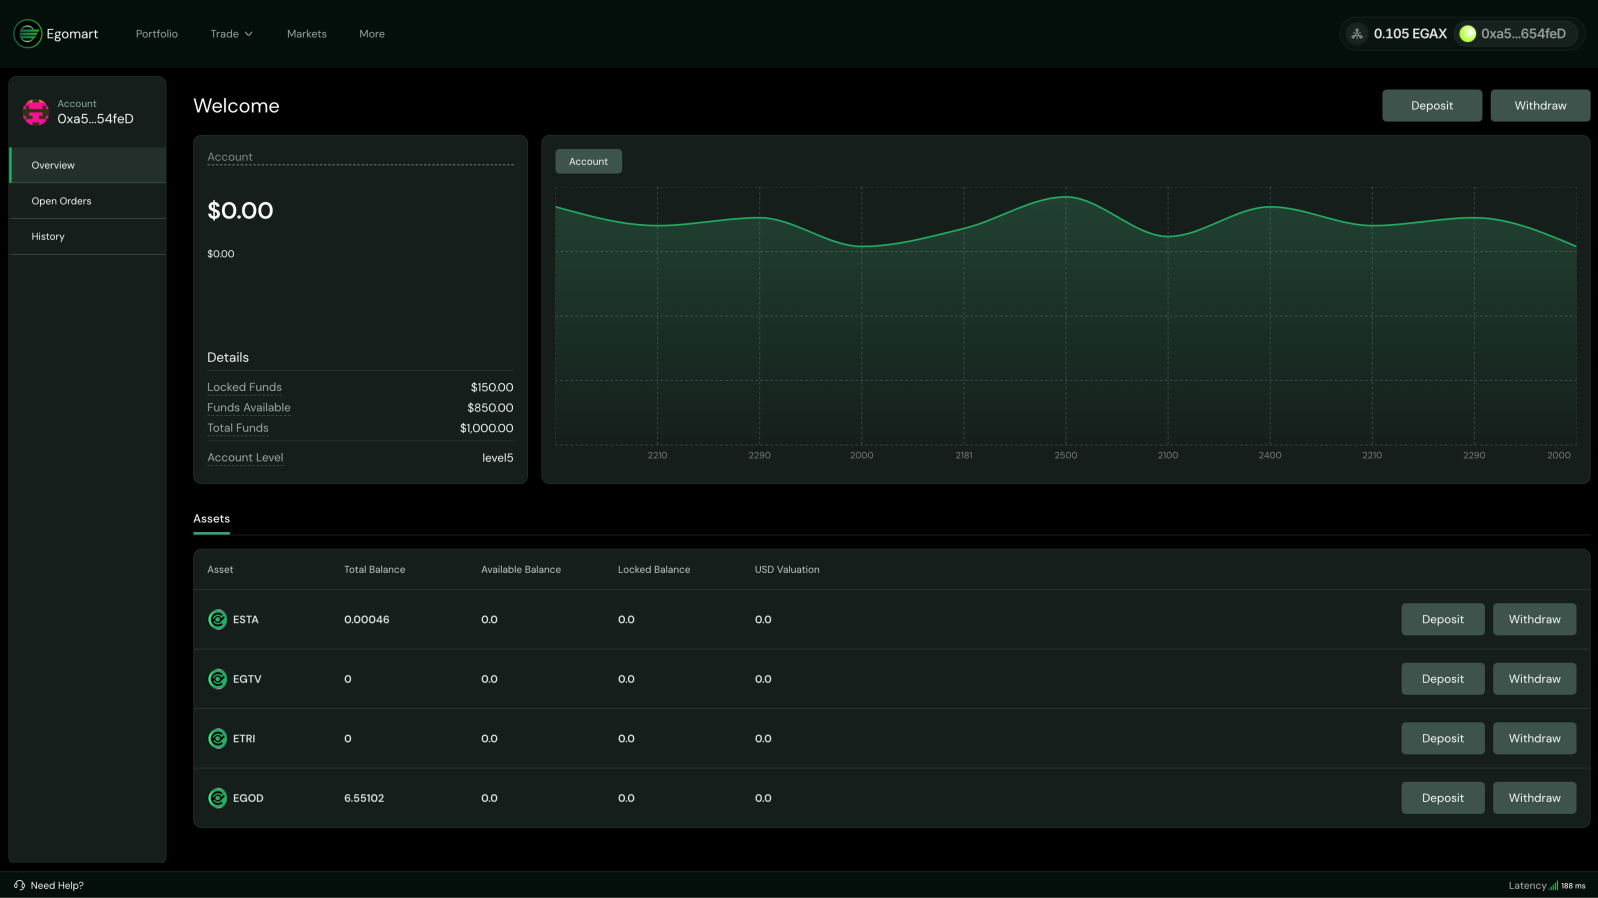 Egomart Portfolio Trade Markets More 0.105 EGAX 0xa5...654feD
Account
0xa5...54feD
Overview
Open Orders
History
Welcome Deposit Withdraw
Account
$0.00
$0.00
Details
Locked Funds $150.00
Funds Available $850.00
Total Funds $1,000.00
Account Level level5
Account
2210 2290 2000 2181 2500 2100 2400 2210 2290 2000
Assets
Asset Total Balance Available Balance Locked Balance USD Valuation
ESTA 0.00046 0.0 0.0 0.0 Deposit Withdraw
EGTV 0 0.0 0.0 0.0 Deposit Withdraw
ETRI 0 0.0 0.0 0.0 Deposit Withdraw
EGOD 6.55102 0.0 0.0 0.0 Deposit Withdraw
Need Help? Latency 188 ms